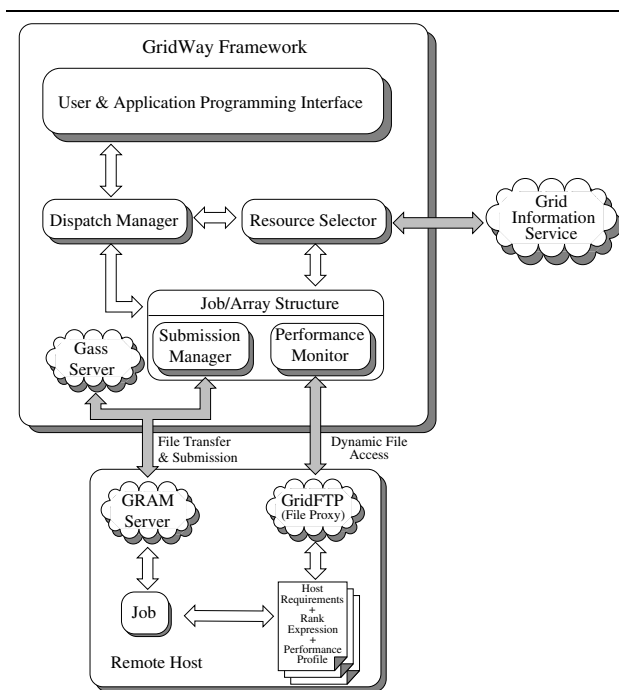 GridWay Framework
User & Application Programming Interface
Dispatch Manager
Resource Selector
Grid
Information
Service
Job/Array Structure
Submission
Manager
Performance
Monitor
Gass
Server
File Transfer
& Submission
Dynamic File
Access
GRAM
Server
GridFTP
(File Proxy)
Job
Host
Requirements
+
Rank
Expression
+
Performance
Profile
Remote Host